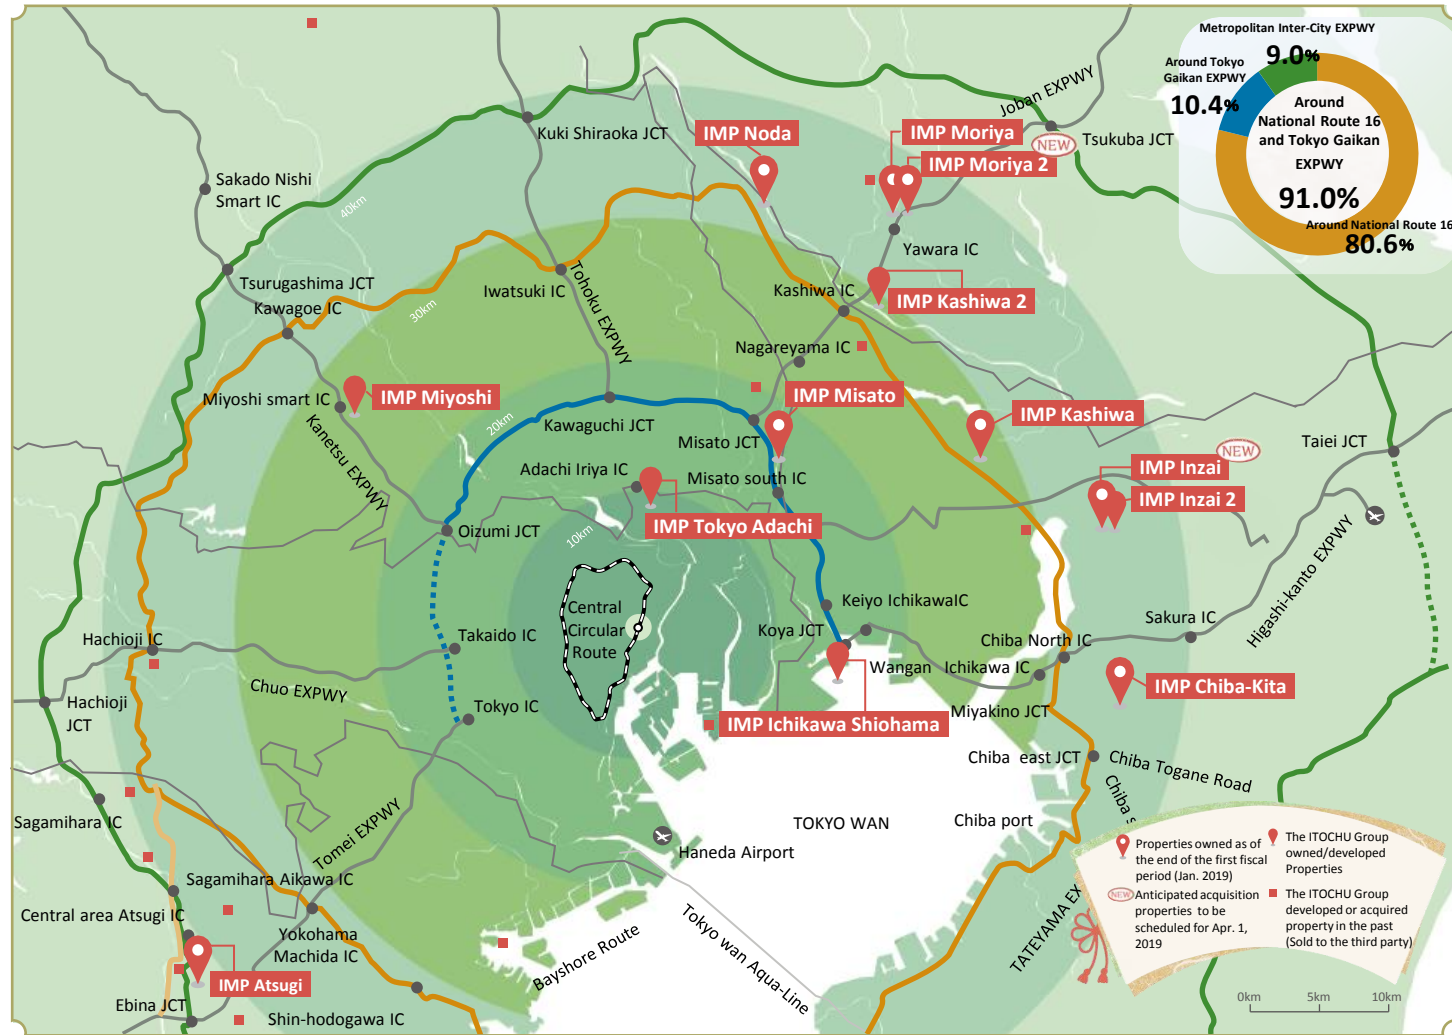 Metropolitan Inter-City EXPWY
9.0%
Around Tokyo
Gaikan EXPWY
10.4%
Around
National Route 16
and Tokyo Gaikan
EXPWY
91.0%
Around National Route 16
80.6%
Joban EXPWY
Kuki Shiraoka JCT
IMP Noda
IMP Moriya
NEW
Tsukuba JCT
IMP Moriya 2
Sakado Nishi
Smart IC
40km
Yawara IC
Tsurugashima JCT
Kawagoe IC
Iwatsuki IC
Tohoku EXPWY
Kashiwa IC
IMP Kashiwa 2
30km
Nagareyama IC
Miyoshi smart IC
IMP Miyoshi
IMP Misato
IMP Kashiwa
20km
Kawaguchi JCT
Misato JCT
Taiei JCT
Kanetsu EXPWY
Adachi Iriya IC
Misato south IC
NEW
IMP Inzai
IMP Inzai 2
IMP Tokyo Adachi
Oizumi JCT
10km
Higashi-kanto EXPWY
Central
Circular
Route
Keiyo IchikawaIC
Koya JCT
Sakura IC
Hachioji IC
Takaido IC
Chiba North IC
Wangan Ichikawa IC
Chuo EXPWY
IMP Chiba-Kita
Hachioji
JCT
Tokyo IC
IMP Ichikawa Shiohama
Miyakino JCT
Chiba east JCT
Chiba Togane Road
Chiba s
Sagamihara IC
Tomei EXPWY
TOKYO WAN
Chiba port
Haneda Airport
Sagamihara Aikawa IC
Central area Atsugi IC
Yokohama
Machida IC
Bayshore Route
Tokyo wan Aqua-Line
TATEYAMA EX
IMP Atsugi
Ebina JCT
Shin-hodogawa IC
Properties owned as of
the end of the first fiscal
period (Jan. 2019)
The ITOCHU Group
owned/developed
Properties
NEW
Anticipated acquisition
properties to be
scheduled for Apr. 1,
2019
The ITOCHU Group
developed or acquired
property in the past
(Sold to the third party)
0km
5km
10km